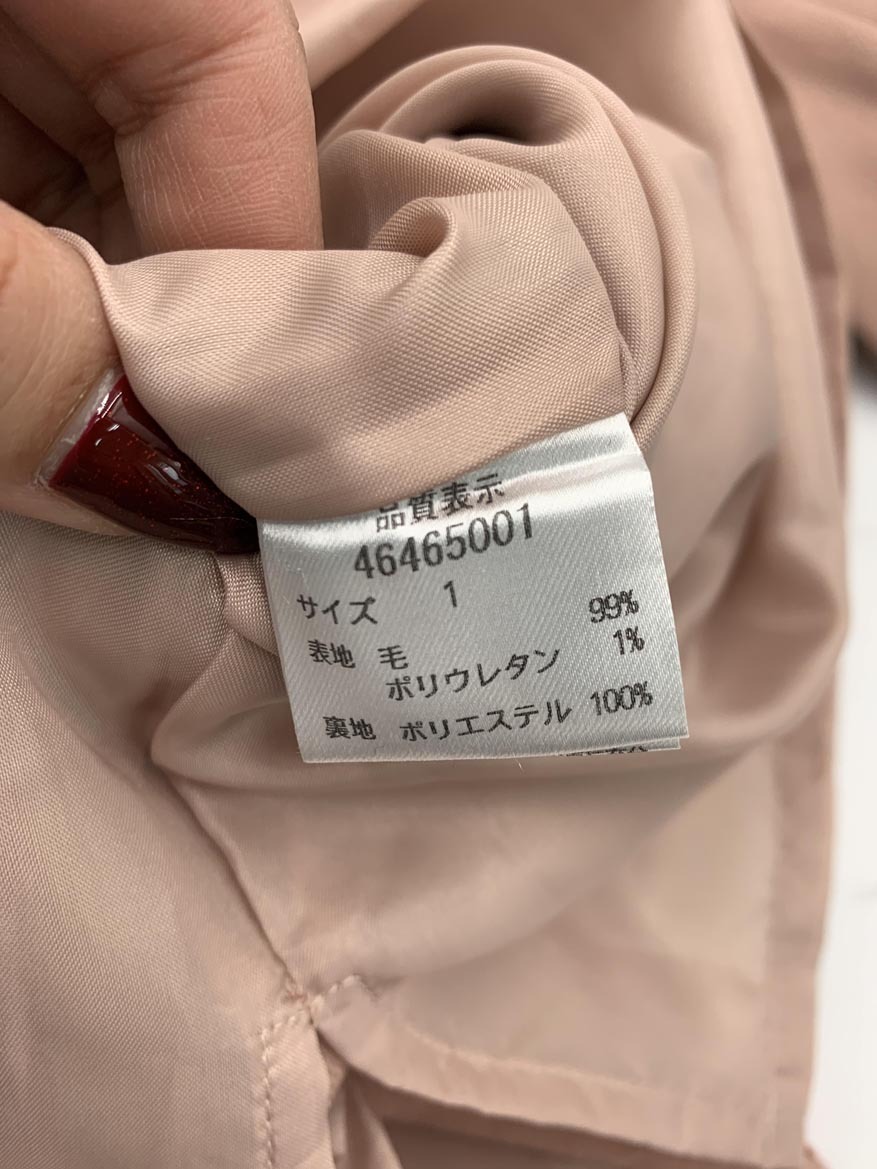 品質表示
46465001
サイズ 1
表地 毛 99%
ポリウレタン 1%
裏地 ポリエステル 100%